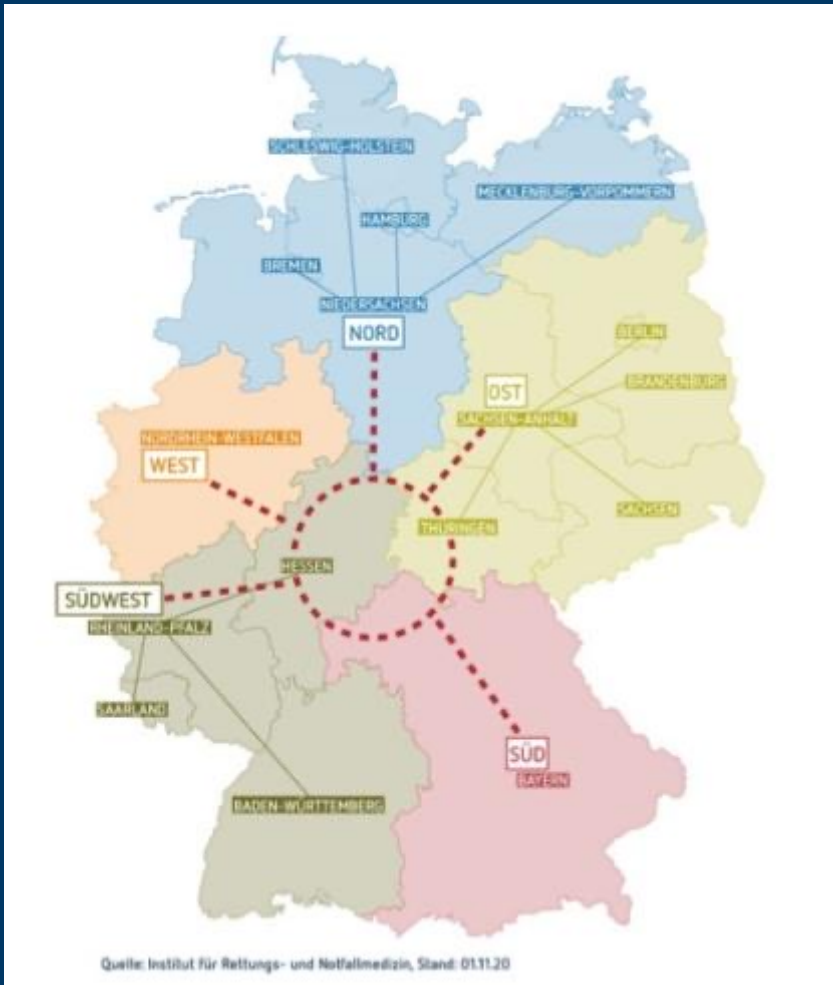 SCHLESWIG-HOLSTEIN
MECKLENBURG-VORPOMMERN
HAMBURG
BREMEN
NIEDERSACHSEN
NORD
BERLIN
OST
BRANDENBURG
SACHSEN-ANHALT
NORDRHEIN-WESTFALEN
WEST
SACHSEN
THÜRINGEN
HESSEN
SÜDWEST
RHEINLAND-PFALZ
SAARLAND
SÜD
BAYERN
BADEN-WÜRTTEMBERG
Quelle: Institut für Rettungs- und Notfallmedizin, Stand: 01.11.20